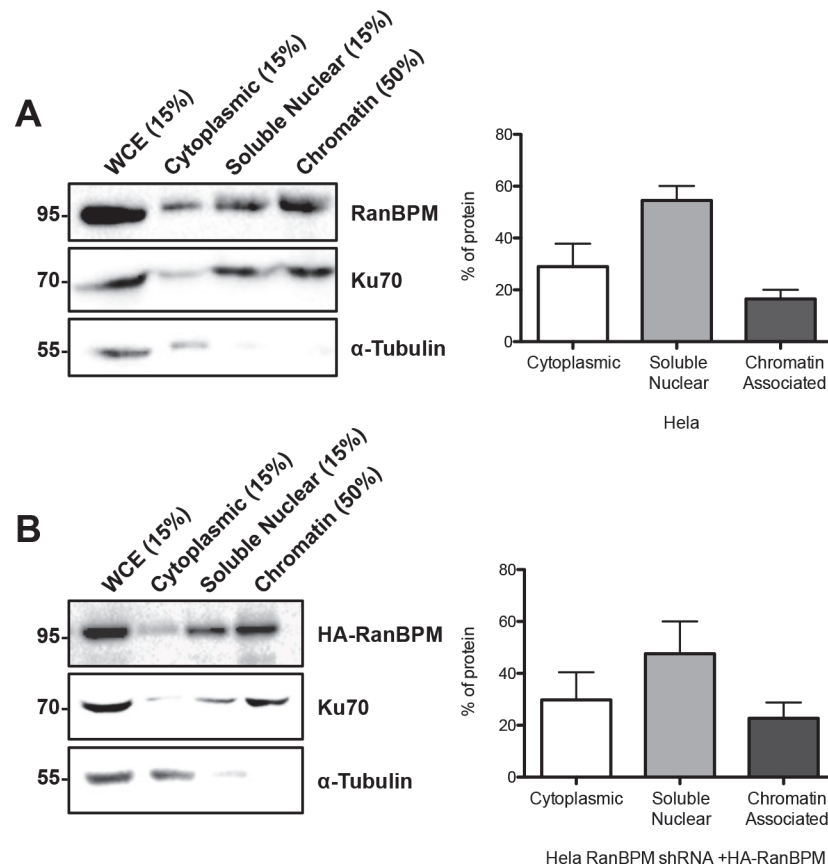 A
WCE (15%)
Cytoplasmic (15%)
Soluble Nuclear (15%)
Chromatin (50%)
95-
RanBPM
70-
Ku70
55-
α-Tubulin
% of protein
80
60
40
20
0
Cytoplasmic
Soluble
Nuclear
Chromatin
Associated
Hela
B
WCE (15%)
Cytoplasmic (15%)
Soluble Nuclear (15%)
Chromatin (50%)
95-
HA-RanBPM
70-
Ku70
55-
α-Tubulin
% of protein
80
60
40
20
0
Cytoplasmic
Soluble
Nuclear
Chromatin
Associated
Hela RanBPM shRNA +HA-RanBPM